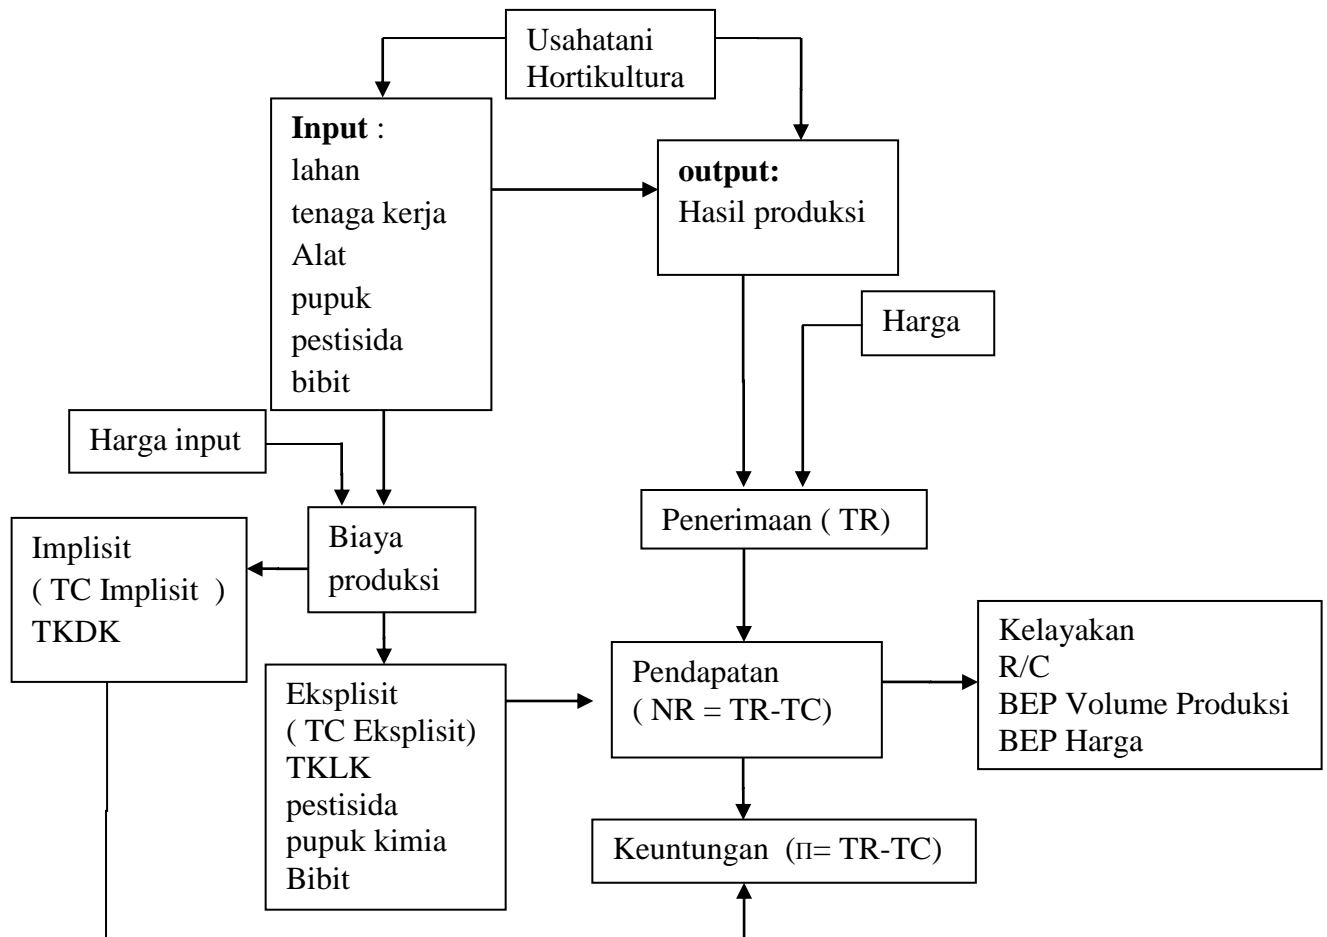 Usahatani
Hortikultura
Input :
lahan
tenaga kerja
Alat
pupuk
pestisida
bibit
output:
Hasil produksi
Harga
Harga input
Penerimaan ( TR)
Biaya
produksi
Implisit
( TC Implisit )
TKDK
Eksplisit
( TC Eksplisit)
TKLK
pestisida
pupuk kimia
Bibit
Pendapatan
( NR = TR-TC)
Kelayakan
R/C
BEP Volume Produksi
BEP Harga
Keuntungan (π= TR-TC)